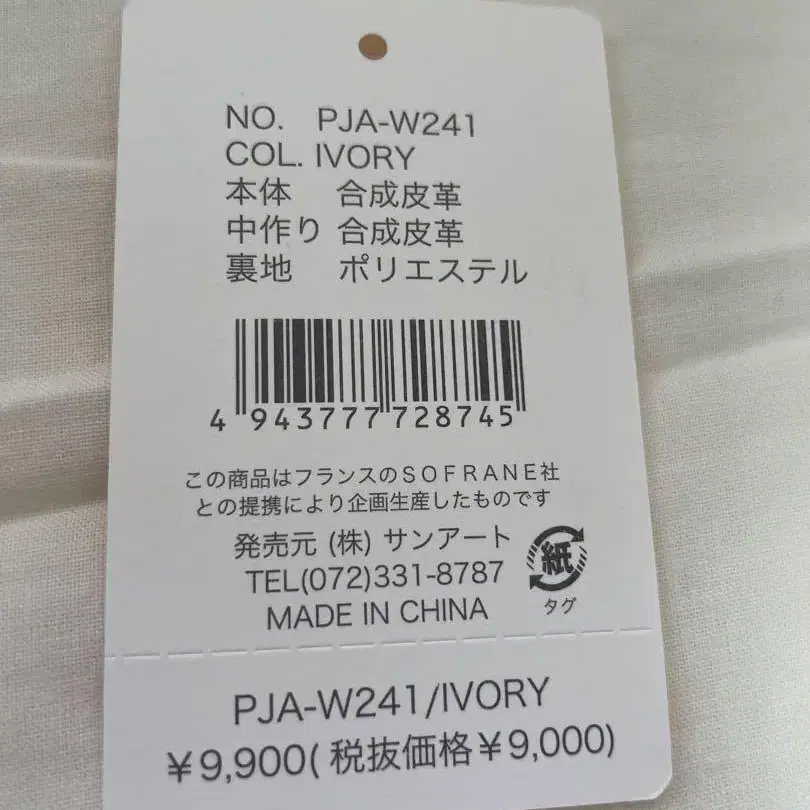 NO. PJA-W241
COL. IVORY
本体 合成皮革
中作り 合成皮革
裏地 ポリエステル
4 943777 728745
この商品はフランスのSOFRANE社
との提携により企画生産したものです
発売元 (株) サンアート
TEL(072)331-8787
MADE IN CHINA
紙
タグ
PJA-W241/IVORY
¥9,900(税抜価格¥9,000)